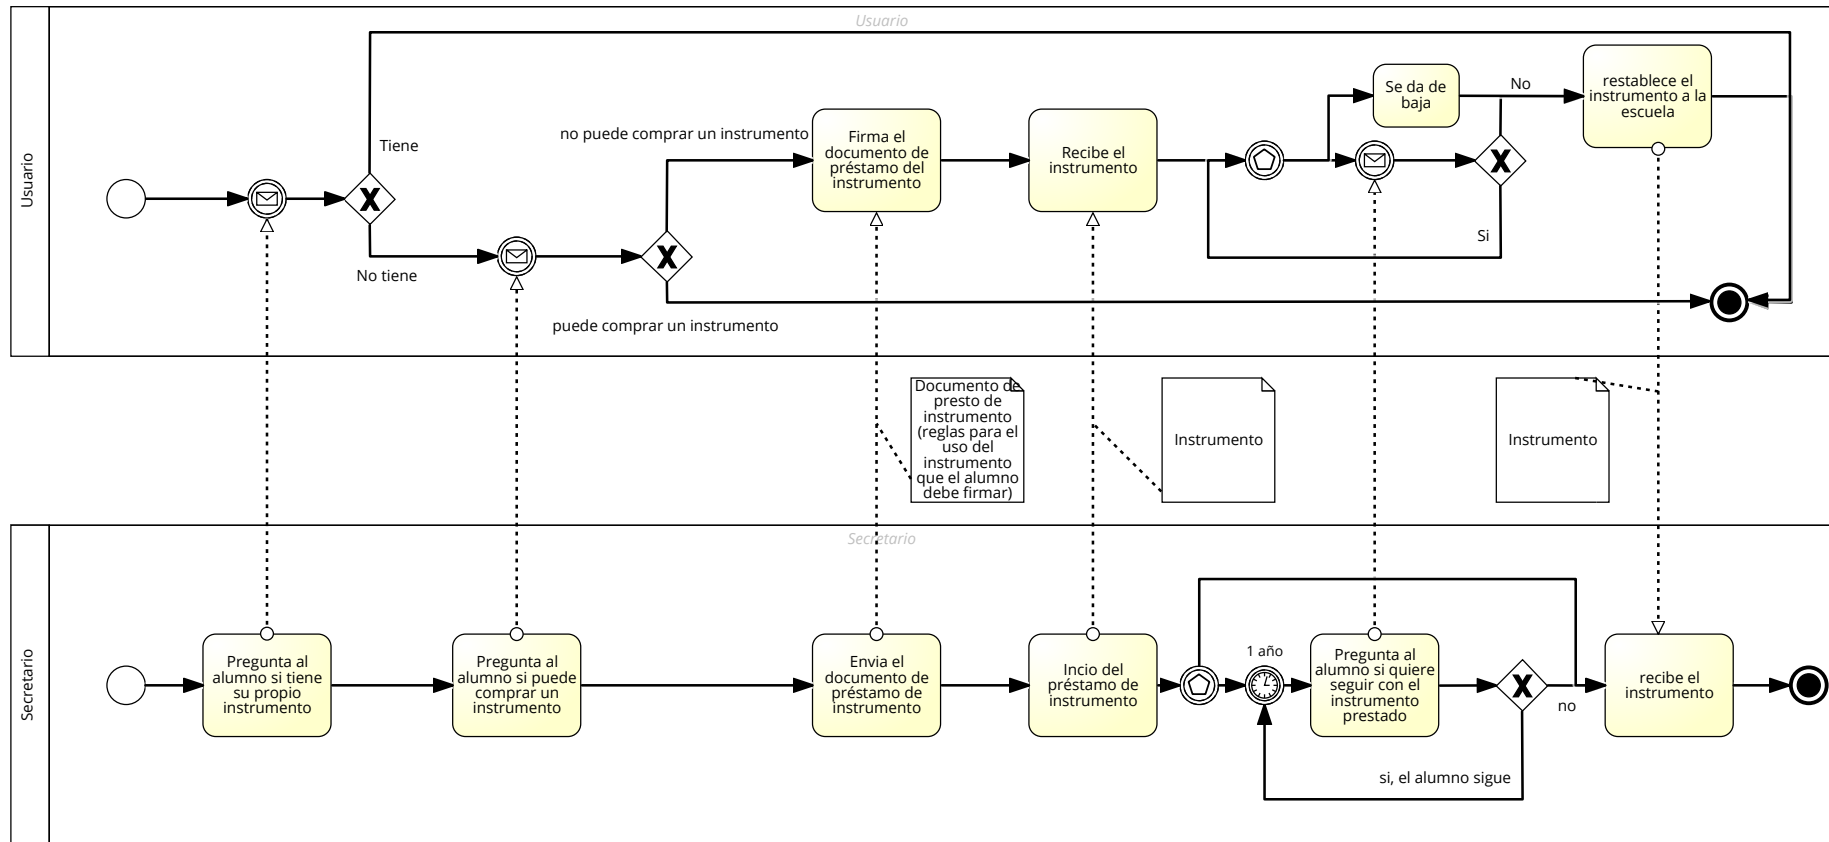 Usuario
Usuario
Tiene
No tiene
no puede comprar un instrumento
puede comprar un instrumento
Firma el
documento de
préstamo del
instrumento
Recibe el
instrumento
Se da de
baja
No
Si
restablece el
instrumento a la
escuela
Documento de
presto de
instrumento
(reglas para el
uso del
instrumento
que el alumno
debe firmar)
Instrumento
Instrumento
Secretario
Secretario
Pregunta al
alumno si tiene
su propio
instrumento
Pregunta al
alumno si puede
comprar un
instrumento
Envia el
documento de
préstamo de
instrumento
Incio del
préstamo de
instrumento
1 año
Pregunta al
alumno si quiere
seguir con el
instrumento
prestado
no
si, el alumno sigue
recibe el
instrumento